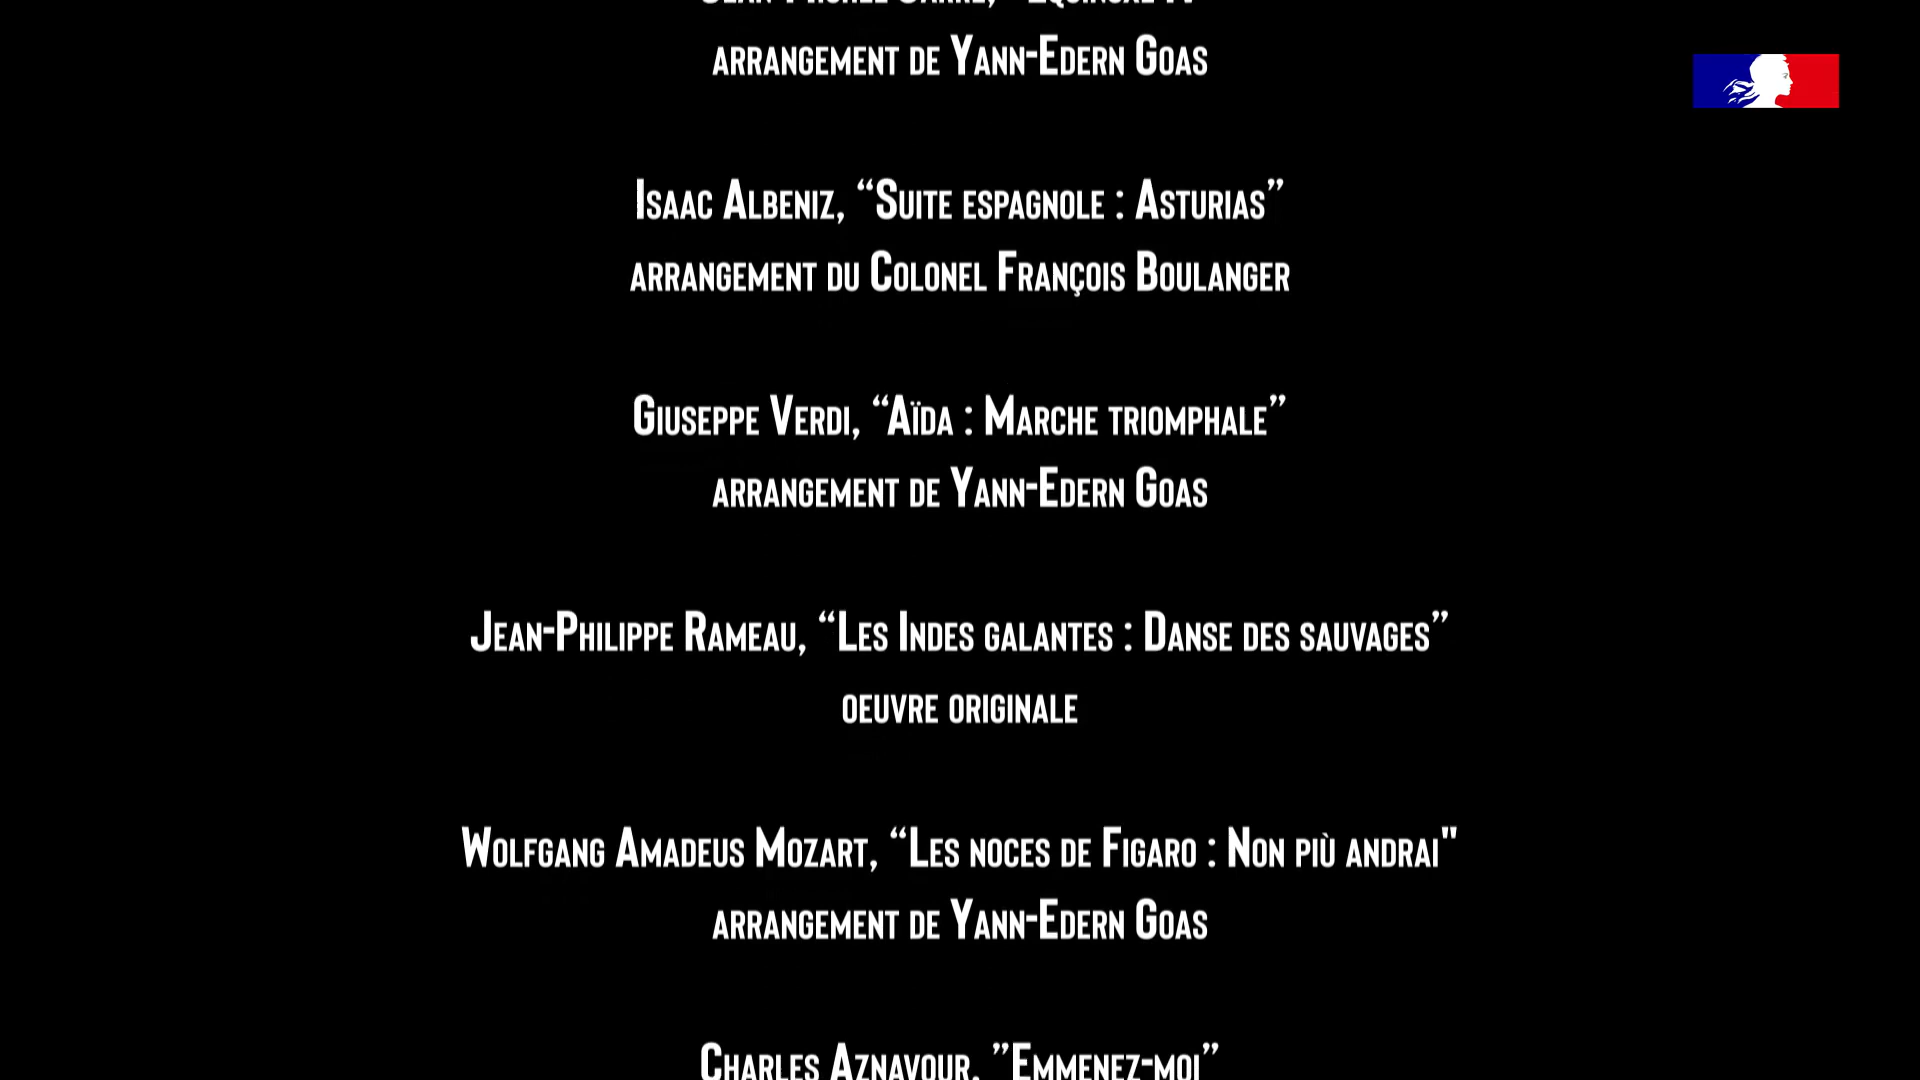 arrangement de Yann-Edern Goas
Isaac Albeniz, “Suite espagnole : Asturias”
arrangement du Colonel François Boulanger
Giuseppe Verdi, “Aïda : Marche triomphale”
arrangement de Yann-Edern Goas
Jean-Philippe Rameau, “Les Indes galantes : Danse des sauvages”
oeuvre originale
Wolfgang Amadeus Mozart, “Les noces de Figaro : Non più andrai"
arrangement de Yann-Edern Goas
Charles Aznavour, ”Emmenez-moi”